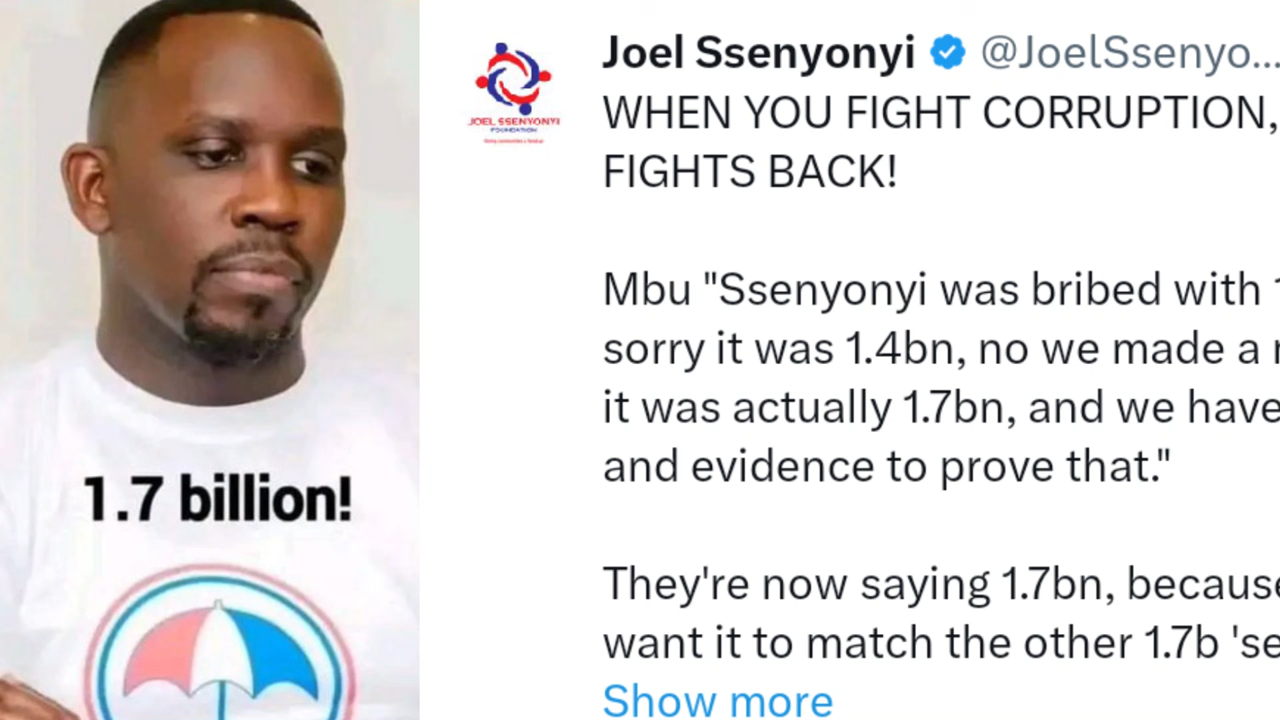 1.7 billion!
JOEL SSENYONYI
FOUNDATION
Joel Ssenyonyi @JoelSsenyo...
WHEN YOU FIGHT CORRUPTION,
FIGHTS BACK!
Mbu "Ssenyonyi was bribed with
sorry it was 1.4bn, no we made a
it was actually 1.7bn, and we have
and evidence to prove that."
They're now saying 1.7bn, because
want it to match the other 1.7b 'se
Show more